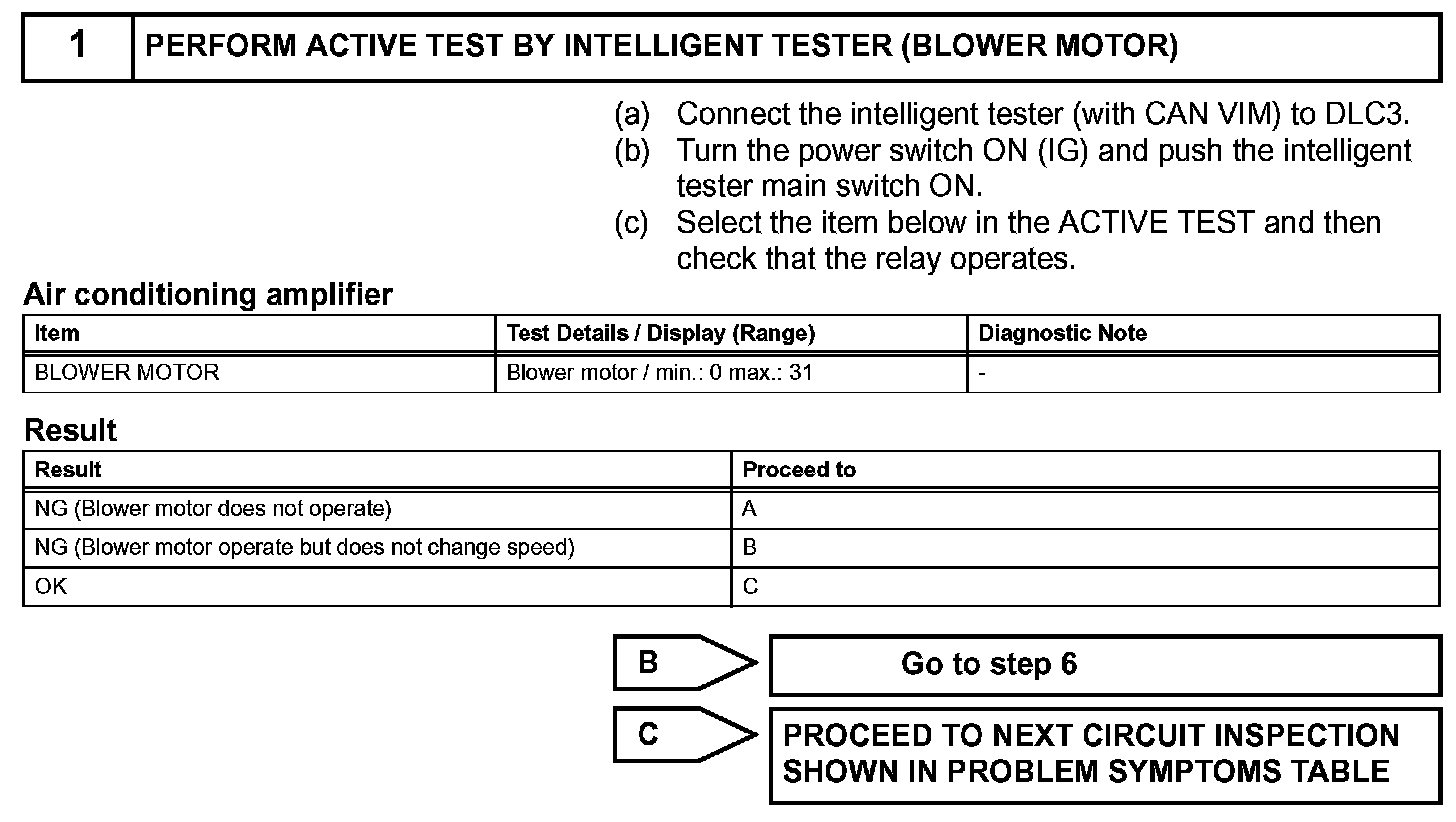 1 PERFORM ACTIVE TEST BY INTELLIGENT TESTER (BLOWER MOTOR)
(a) Connect the intelligent tester (with CAN VIM) to DLC3.
(b) Turn the power switch ON (IG) and push the intelligent
tester main switch ON.
(c) Select the item below in the ACTIVE TEST and then
check that the relay operates.
Air conditioning amplifier
Item Test Details / Display (Range) Diagnostic Note
BLOWER MOTOR Blower motor / min.: 0 max.: 31 -
Result
Result Proceed to
NG (Blower motor does not operate) A
NG (Blower motor operate but does not change speed) B
OK C
B Go to step 6
C PROCEED TO NEXT CIRCUIT INSPECTION
SHOWN IN PROBLEM SYMPTOMS TABLE